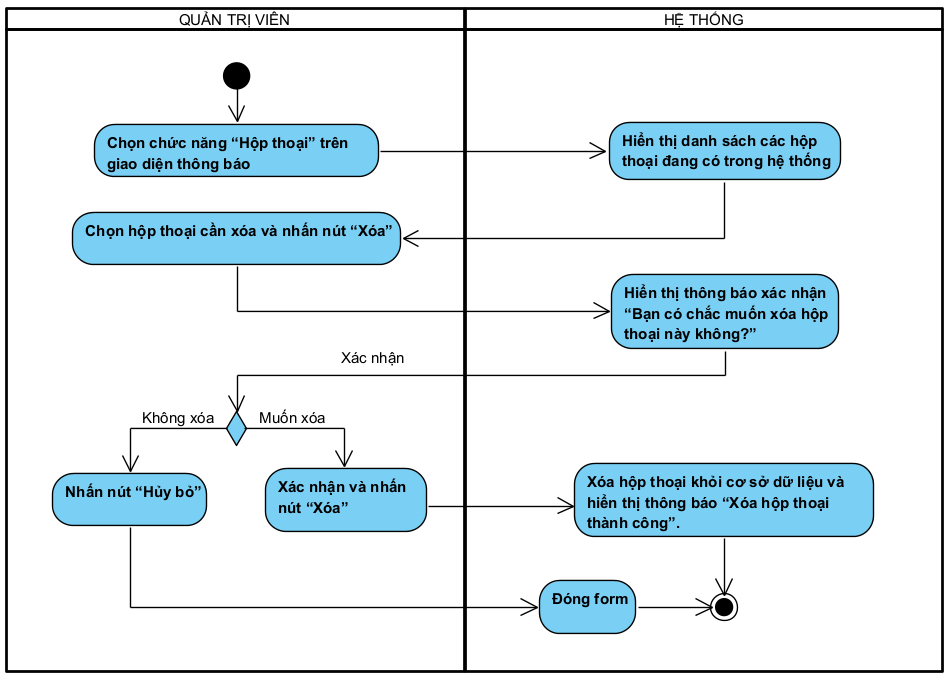 QUẢN TRỊ VIÊN
HỆ THỐNG
Chọn chức năng “Hộp thoại” trên
giao diện thông báo
Hiển thị danh sách các hộp
thoại đang có trong hệ thống
Chọn hộp thoại cần xóa và nhấn nút “Xóa”
Hiển thị thông báo xác nhận
“Bạn có chắc muốn xóa hộp
thoại này không?”
Xác nhận
Không xóa
Muốn xóa
Nhấn nút “Hủy bỏ”
Xác nhận và nhấn
nút “Xóa”
Xóa hộp thoại khỏi cơ sở dữ liệu và
hiển thị thông báo “Xóa hộp thoại
thành công”.
Đóng form